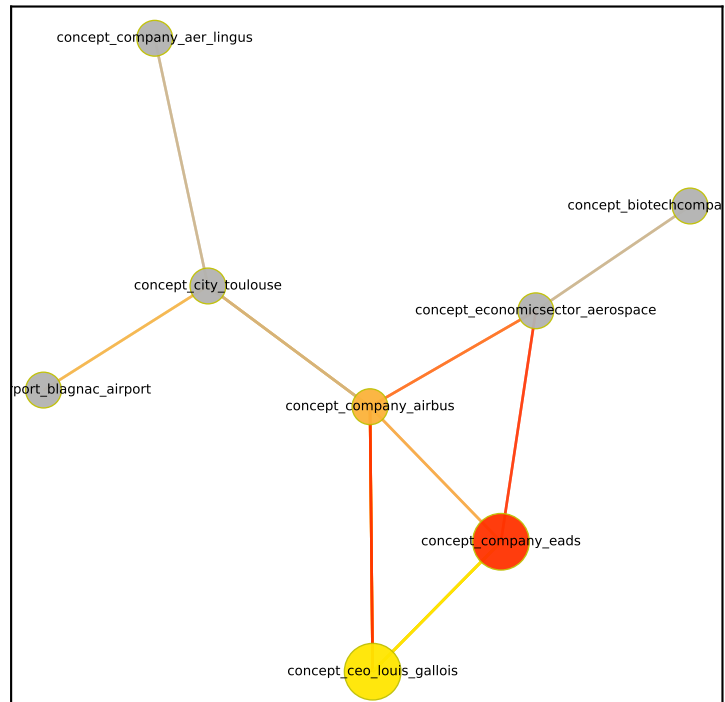 concept_company_aer_lingus
concept_biotechcompa
concept_city_toulouse
concept_economicsector_aerospace
rport_blagnac_airport
concept_company_airbus
concept_company_eads
concept_ceo_louis_gallois